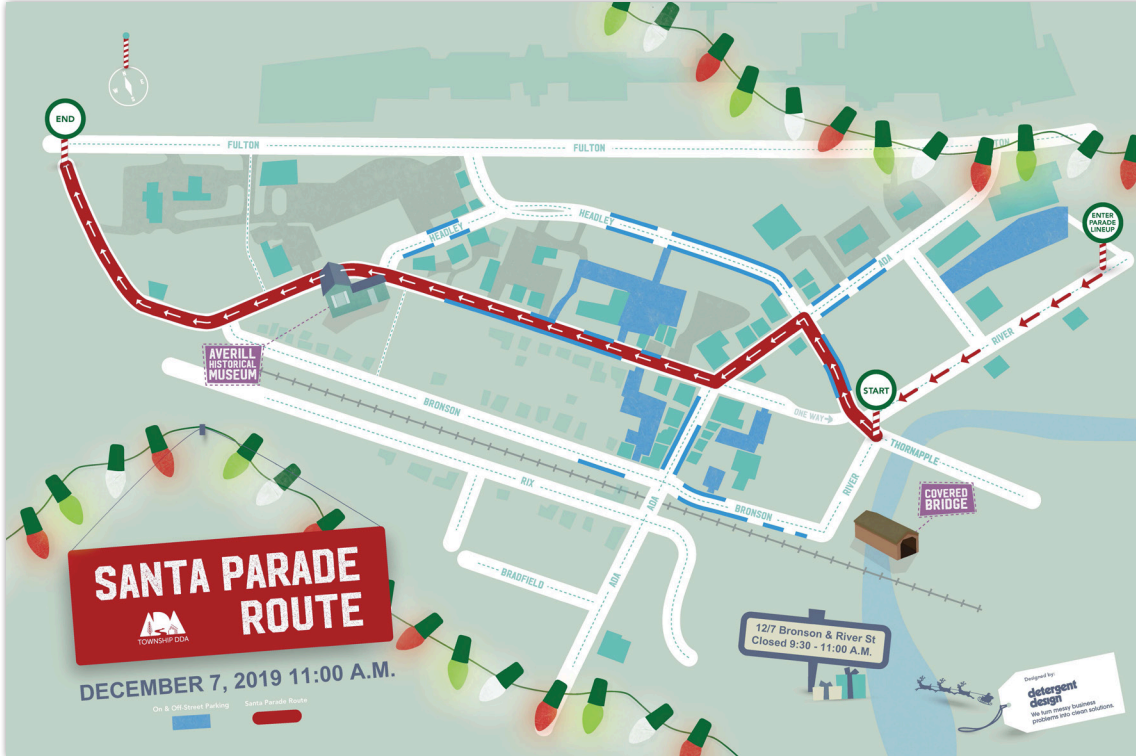 N
E
S
W
END
FULTON
FULTON
TON
ENTER
PARADE
LINEUP
HEADLEY
HEADLEY
ADA
RIVER
START
AVERILL
HISTORICAL
MUSEUM
ONE WAY
THORNAPPLE
BRONSON
RIX
ADA
BRONSON
RIVER
COVERED
BRIDGE
BRADFIELD
ADA
SANTA PARADE
ROUTE
ADA
TOWNSHIP DDA
DECEMBER 7, 2019 11:00 A.M.
On & Off-Street Parking
Santa Parade Route
12/7 Bronson & River St
Closed 9:30 - 11:00 A.M.
Designed by:
detergent
design
We turn messy business
problems into clean solutions.